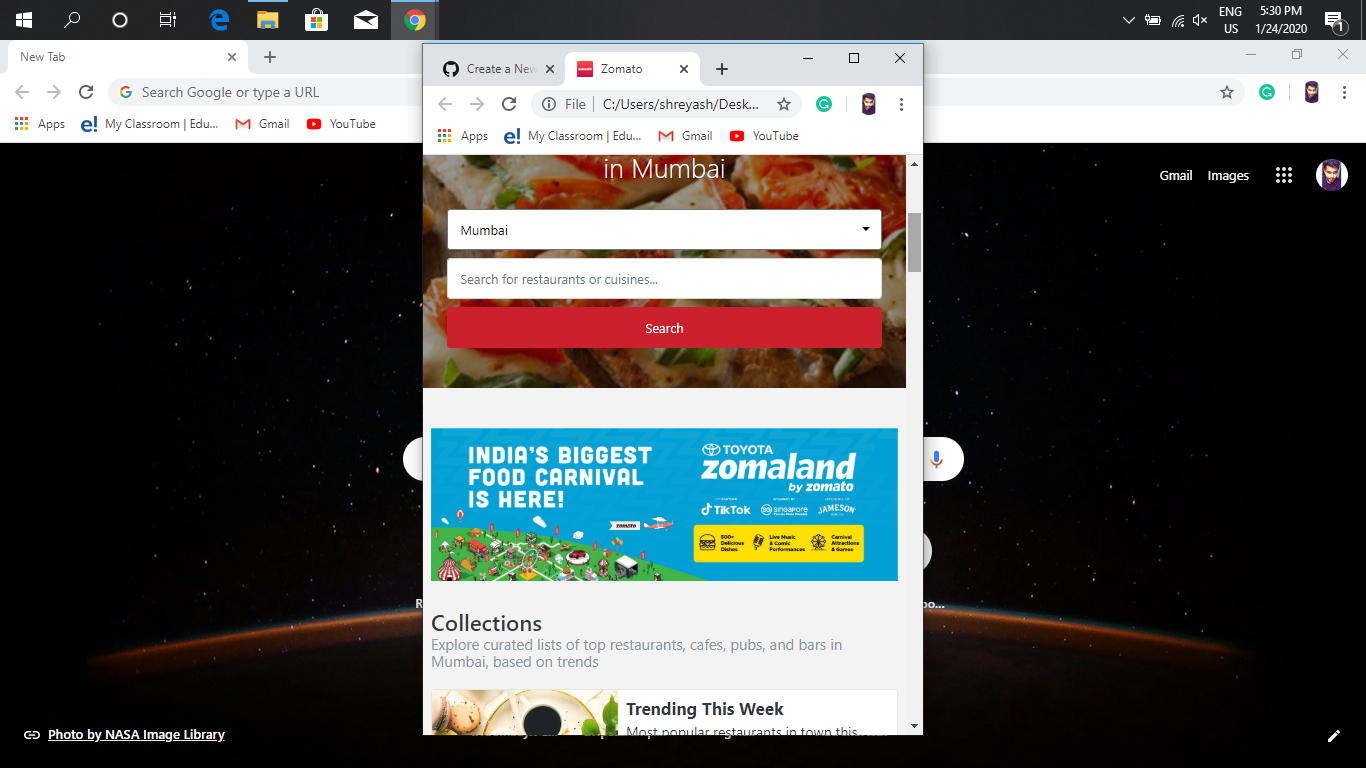 ENG
US
5:30 PM
1/24/2020
1
New Tab
Search Google or type a URL
Apps
My Classroom | Edu...
Gmail
YouTube
Create a New
Zomato
File
C:/Users/shreyash/Desk...
Apps
My Classroom | Edu...
Gmail
YouTube
Gmail Images
in Mumbai
Mumbai
Search for restaurants or cuisines...
Search
INDIA'S BIGGEST
FOOD CARNIVAL
IS HERE!
TOYOTA
zomaland
by zomato
TikTok
SINGAPORE
JAMESON
zomato
500+
Delicious
Dishes
Live Music
& Comic
Performances
Carnival
Attractions
& Games
Collections
Explore curated lists of top restaurants, cafes, pubs, and bars in
Mumbai, based on trends
Trending This Week
Most popular restaurants in town this
Photo by NASA Image Library